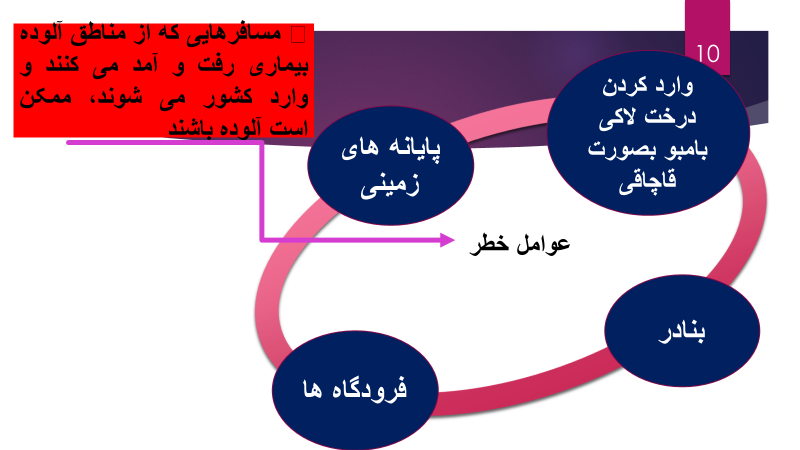 10
□ مسافرهایی که از مناطق آلوده
بیماری رفت و آمد می کنند و
وارد کشور می شوند، ممکن
است آلوده باشند
وارد کردن
درخت لاکی
بامبو بصورت
قاچاقی
پایانه های
زمینی
عوامل خطر
بنادر
فرودگاه ها